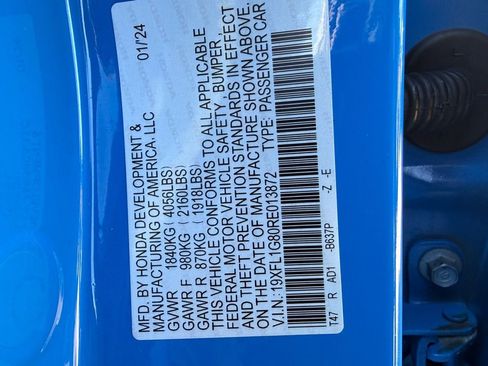 MFD. BY HONDA DEVELOPMENT & 01/24
MANUFACTURING OF AMERICA, LLC
GVWR 1840KG ( 4056LBS)
GAWR F 980KG ( 2160LBS)
GAWR R 870KG ( 1918LBS)
THIS VEHICLE CONFORMS TO ALL APPLICABLE
FEDERAL MOTOR VEHICLE SAFETY, BUMPER,
AND THEFT PREVENTION STANDARDS IN EFFECT
ON THE DATE OF MANUFACTURE SHOWN ABOVE.
V.I.N.: 19XFL1G80RE013872 TYPE: PASSENGER CAR
-Z -E
T47 R AD1 -B637P